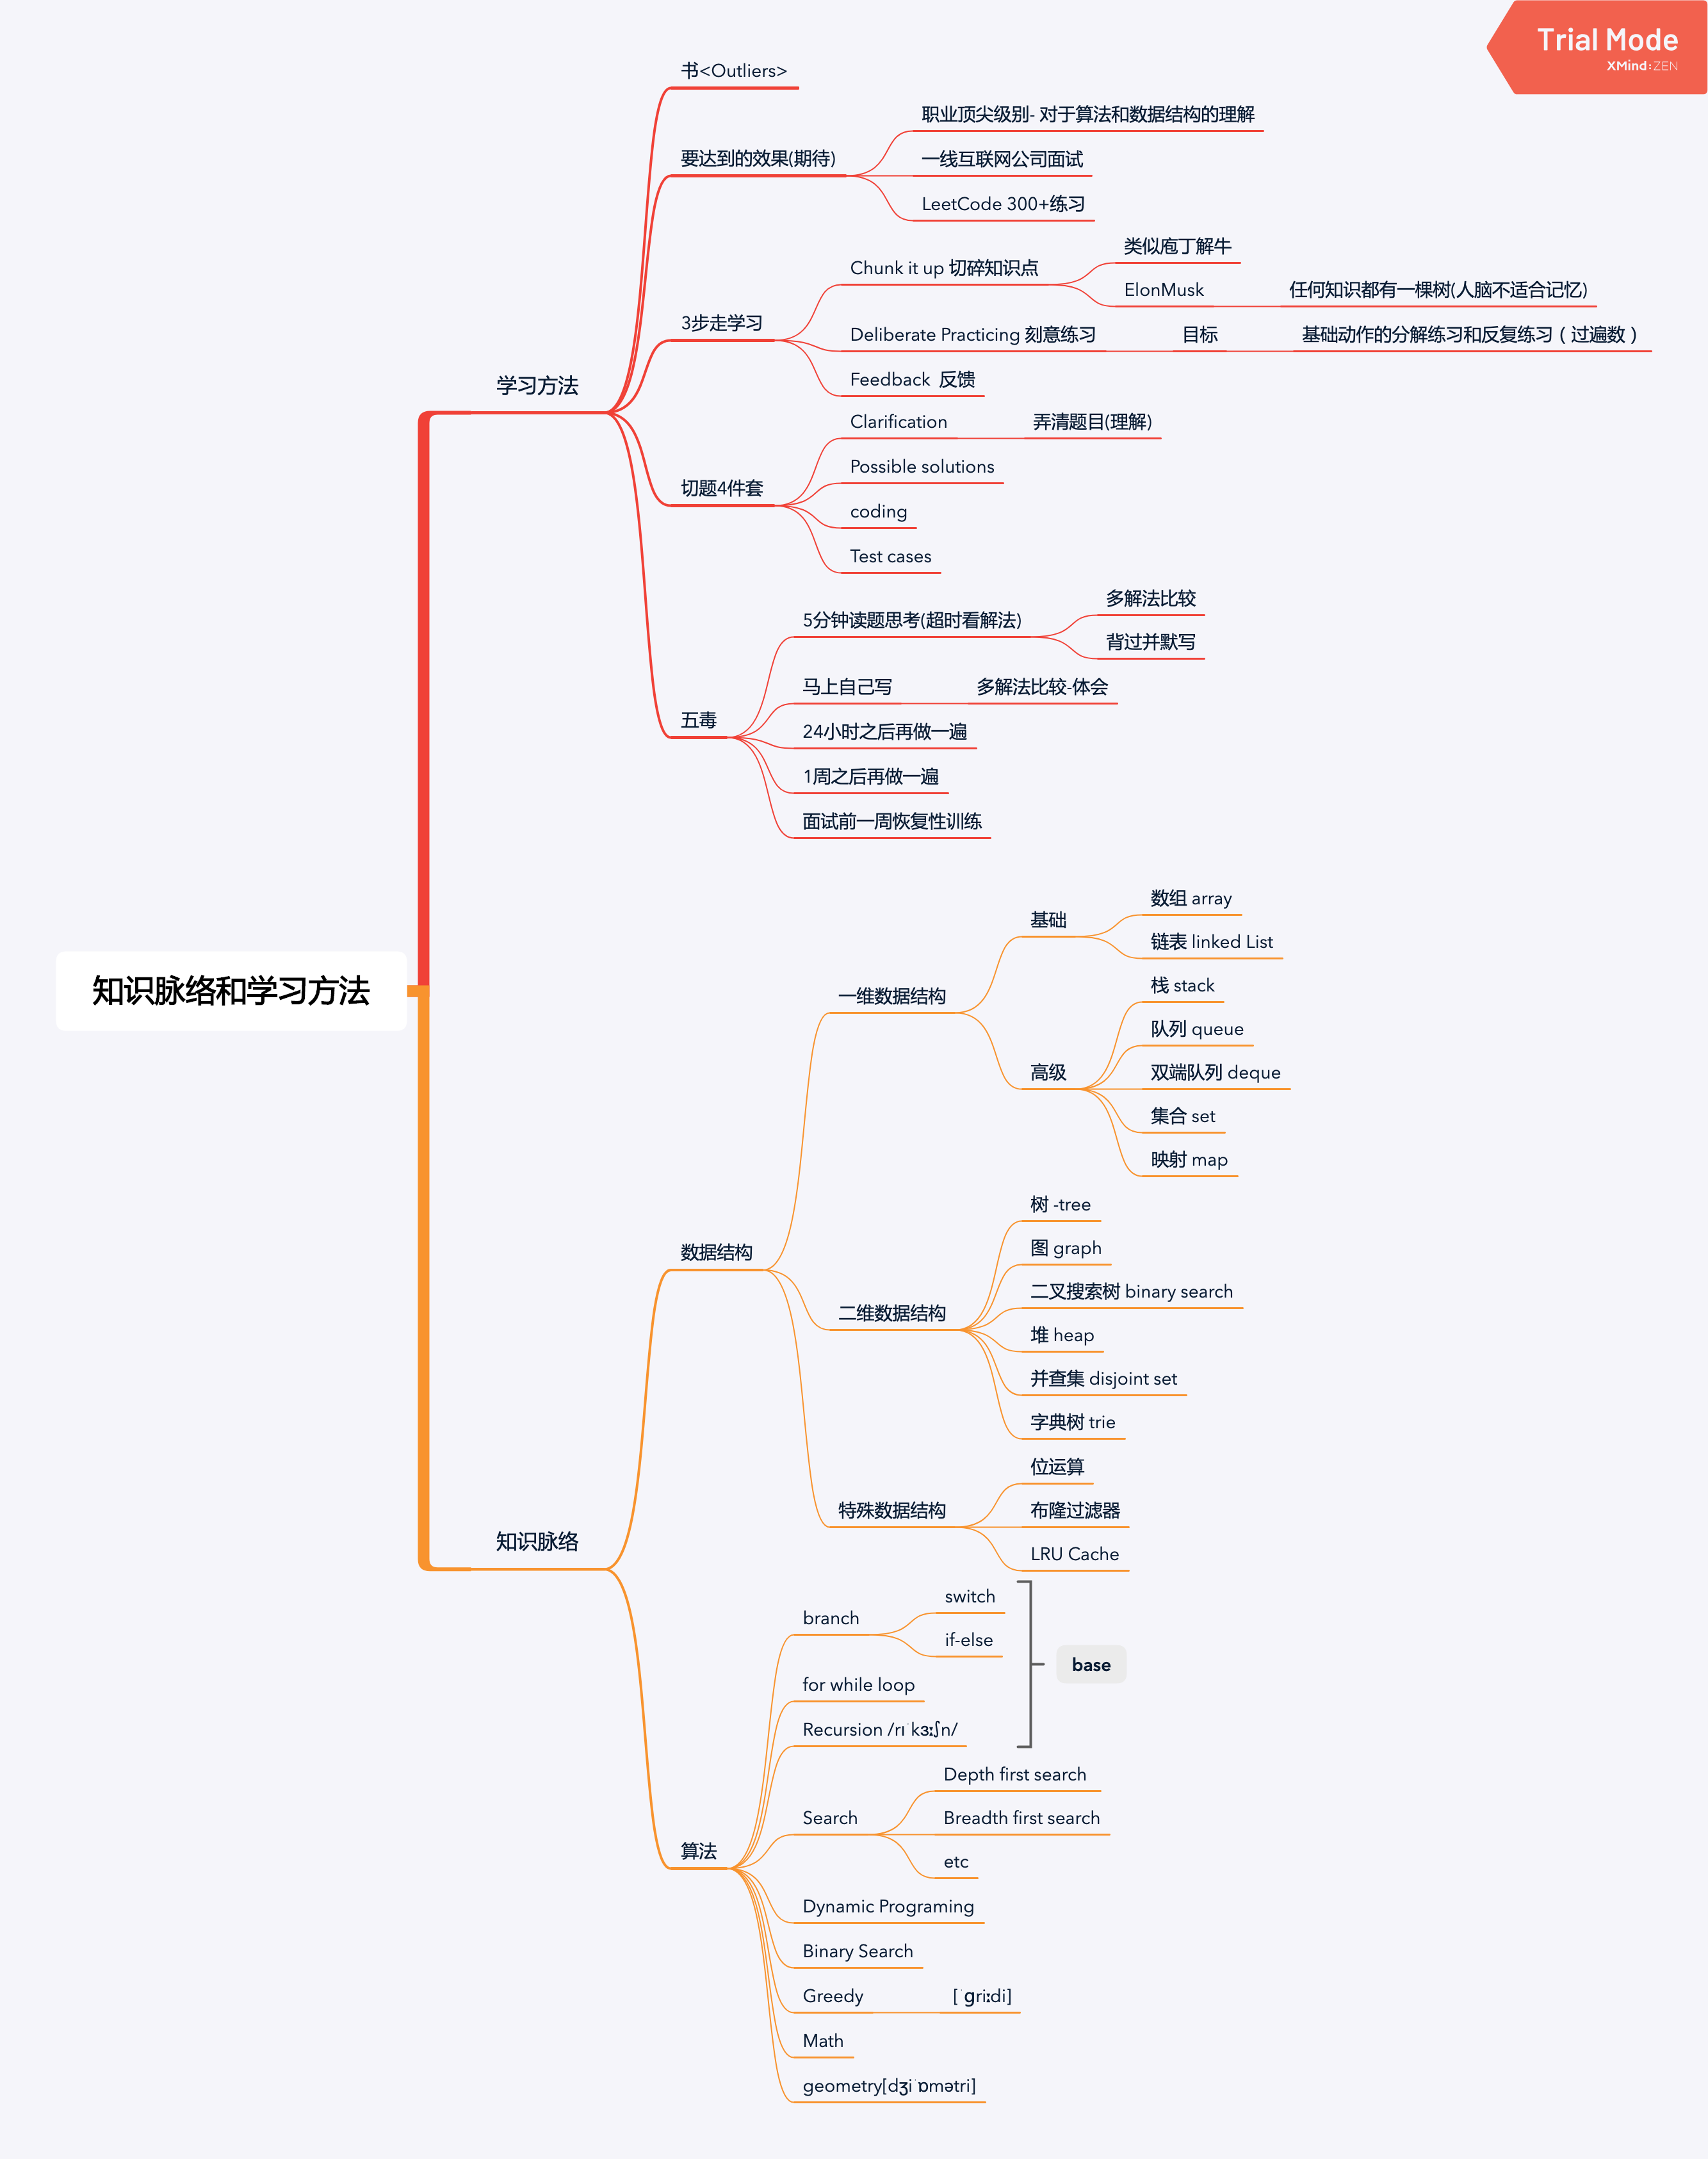 Trial Mode
XMind:ZEN
知识脉络和学习方法
学习方法
书<Outliers>
要达到的效果(期待)
职业顶尖级别- 对于算法和数据结构的理解
一线互联网公司面试
LeetCode 300+练习
3步走学习
Chunk it up 切碎知识点
类似庖丁解牛
ElonMusk
任何知识都有一棵树(人脑不适合记忆)
Deliberate Practicing 刻意练习
目标
基础动作的分解练习和反复练习（过遍数）
Feedback 反馈
切题4件套
Clarification
弄清题目(理解)
Possible solutions
coding
Test cases
五毒
5分钟读题思考(超时看解法)
多解法比较
背过并默写
马上自己写
多解法比较-体会
24小时之后再做一遍
1周之后再做一遍
面试前一周恢复性训练
知识脉络
数据结构
一维数据结构
基础
数组 array
链表 linked List
高级
栈 stack
队列 queue
双端队列 deque
集合 set
映射 map
二维数据结构
树 -tree
图 graph
二叉搜索树 binary search
堆 heap
并查集 disjoint set
字典树 trie
特殊数据结构
位运算
布隆过滤器
LRU Cache
算法
branch
switch
if-else
for while loop
Recursion /rɪˈkɜːʃn/
base
Search
Depth first search
Breadth first search
etc
Dynamic Programing
Binary Search
Greedy
[ˈɡriːdi]
Math
geometry[dʒiˈɒmətri]